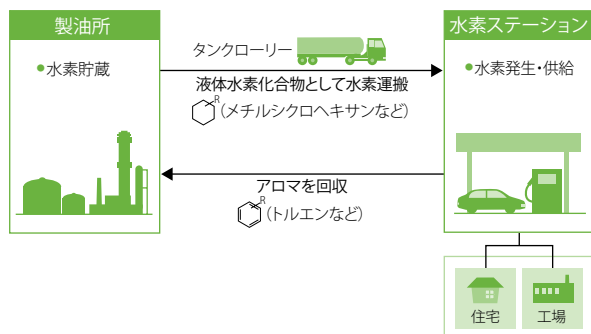 製油所
●水素貯蔵
タンクローリー
液体水素化合物として水素運搬
R
(メチルシクロヘキサンなど)
アロマを回収
R
(トルエンなど)
水素ステーション
●水素発生・供給
住宅
工場